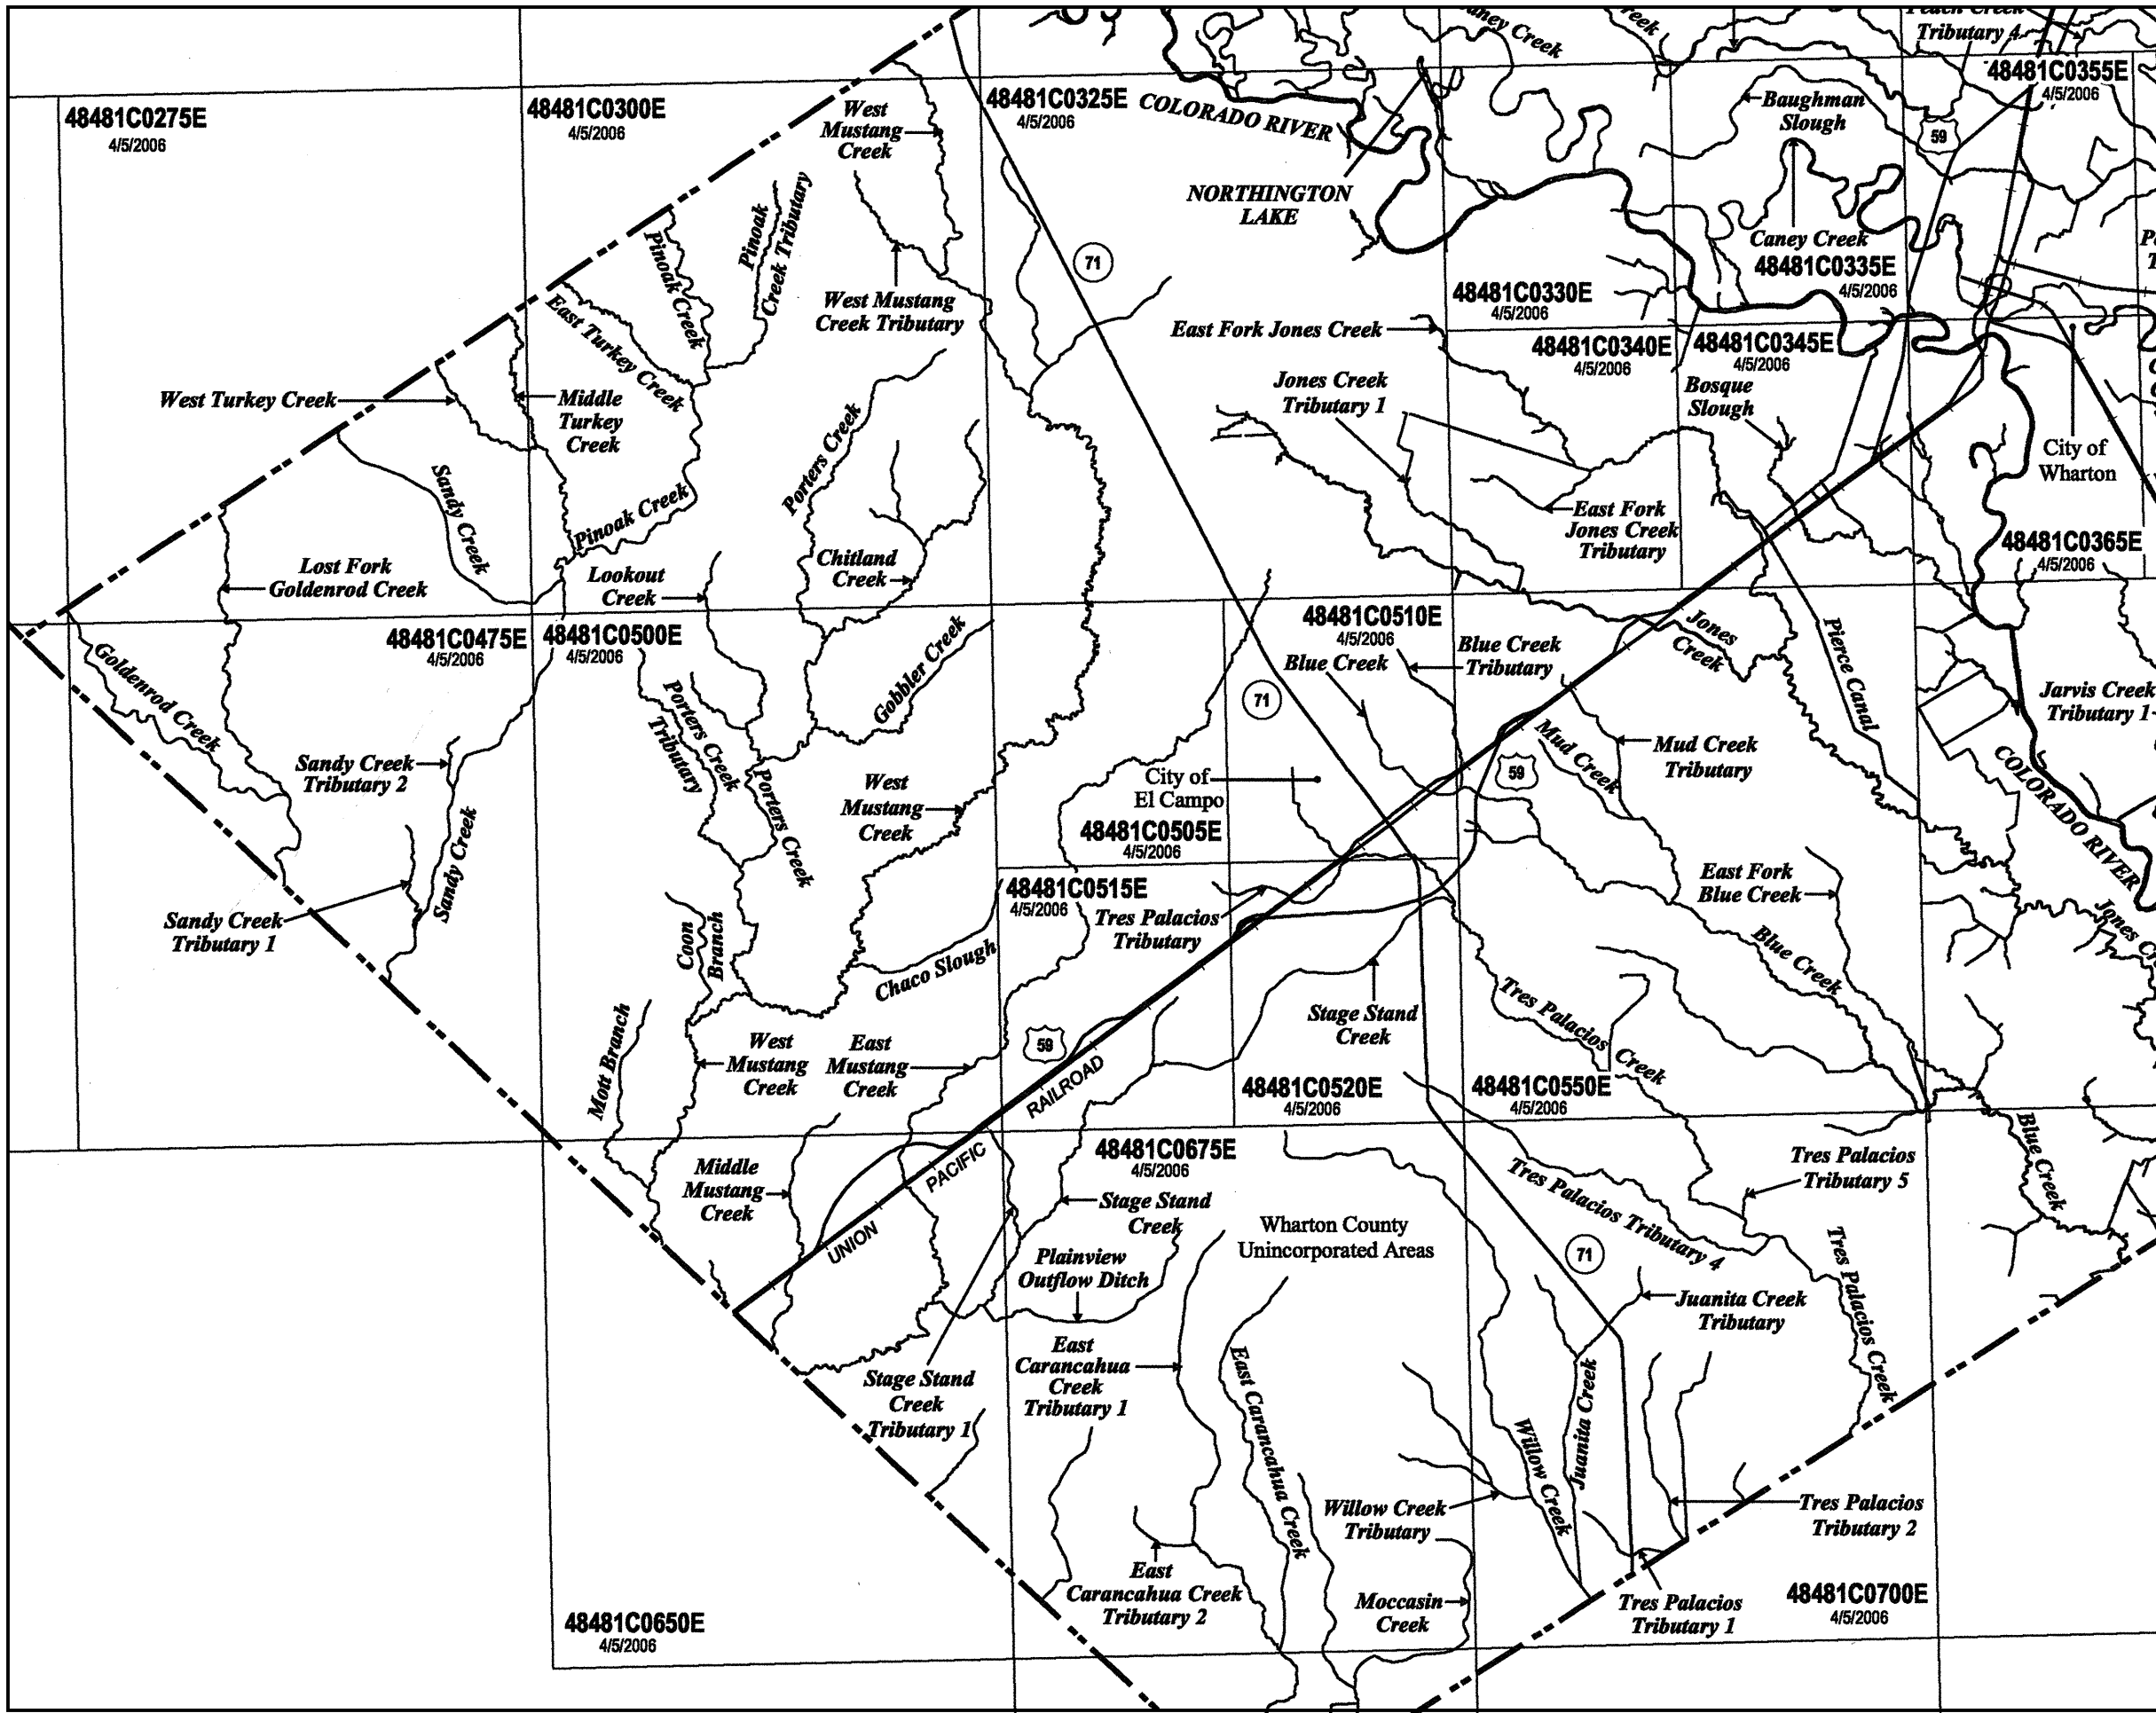 Caney Creek
Tributary 4
48481C0275E
4/5/2006
48481C0300E
4/5/2006
West
Mustang
Creek
48481C0325E
4/5/2006
COLORADO RIVER
Baughman
Slough
59
48481C0355E
4/5/2006
NORTHINGTON
LAKE
Caney Creek
48481C0335E
4/5/2006
Pinoak Creek
Pinoak
Creek Tributary
71
West Mustang
Creek Tributary
48481C0330E
4/5/2006
East Turkey Creek
East Fork Jones Creek
48481C0340E
4/5/2006
48481C0345E
4/5/2006
West Turkey Creek
Middle
Turkey
Creek
Jones Creek
Tributary 1
Bosque
Slough
Porters Creek
City of
Wharton
Sandy Creek
Pinoak Creek
East Fork
Jones Creek
Tributary
48481C0365E
4/5/2006
Lost Fork
Goldenrod Creek
Lookout
Creek
Chitland
Creek
48481C0475E
4/5/2006
48481C0500E
4/5/2006
Gobbler Creek
48481C0510E
4/5/2006
Blue Creek
Blue Creek
Tributary
Jones
Creek
Pierce Canal
Goldenrod Creek
Porters Creek
Tributary
71
Jarvis Creek
Tributary 1
Sandy Creek
Tributary 2
Porters Creek
West
Mustang
Creek
City of
El Campo
48481C0505E
4/5/2006
59
Mud Creek
Mud Creek
Tributary
COLORADO RIVER
Sandy Creek
Sandy Creek
Tributary 1
Coon
Branch
Chaco Slough
48481C0515E
4/5/2006
Tres Palacios
Tributary
East Fork
Blue Creek
Blue Creek
Jones
Mott Branch
West
Mustang
Creek
East
Mustang
Creek
59
Stage Stand
Creek
Tres Palacios Creek
48481C0520E
4/5/2006
48481C0550E
4/5/2006
UNION PACIFIC RAILROAD
Middle
Mustang
Creek
48481C0675E
4/5/2006
Stage Stand
Creek
Wharton County
Unincorporated Areas
Tres Palacios Tributary 4
Tres Palacios
Tributary 5
Blue Creek
Plainview
Outflow Ditch
71
Juanita Creek
Tributary
Tres Palacios Creek
Stage Stand
Creek
Tributary 1
East
Carancahua
Creek
Tributary 1
East Carancahua Creek
Willow Creek
Juanita Creek
Willow Creek
Tributary
Tres Palacios
Tributary 2
East
Carancahua Creek
Tributary 2
Moccasin
Creek
Tres Palacios
Tributary 1
48481C0650E
4/5/2006
48481C0700E
4/5/2006